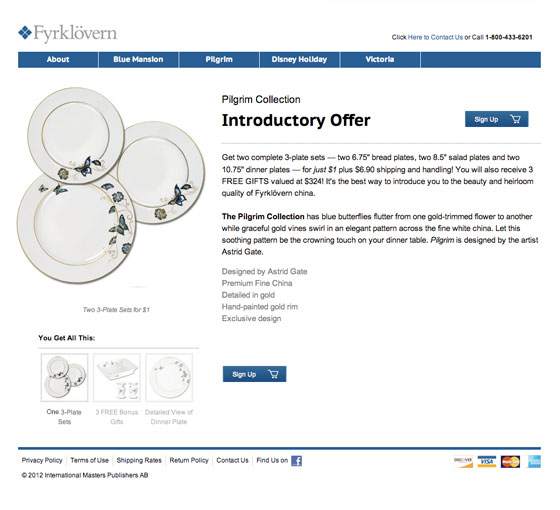 Fyrklövern
Click Here to Contact Us or Call 1-800-433-6201
About Blue Mansion Pilgrim Disney Holiday Victoria
Pilgrim Collection
Introductory Offer
Sign Up
Get two complete 3-plate sets — two 6.75" bread plates, two 8.5" salad plates and two
10.75" dinner plates — for just $1 plus $6.90 shipping and handling! You will also receive 3
FREE GIFTS valued at $324! It's the best way to introduce you to the beauty and heirloom
quality of Fyrklövern china.
The Pilgrim Collection has blue butterflies flutter from one gold-trimmed flower to another
while graceful gold vines swirl in an elegant pattern across the fine white china. Let this
soothing pattern be the crowning touch on your dinner table. Pilgrim is designed by the artist
Astrid Gate.
Designed by Astrid Gate
Premium Fine China
Detailed in gold
Hand-painted gold rim
Exclusive design
Two 3-Plate Sets for $1
You Get All This:
One 3-Plate
Sets
3 FREE Bonus
Gifts
Detailed View of
Dinner Plate
Sign Up
Privacy Policy Terms of Use Shipping Rates Return Policy Contact Us Find Us on f
DISCOVER VISA MasterCard
© 2012 International Masters Publishers AB